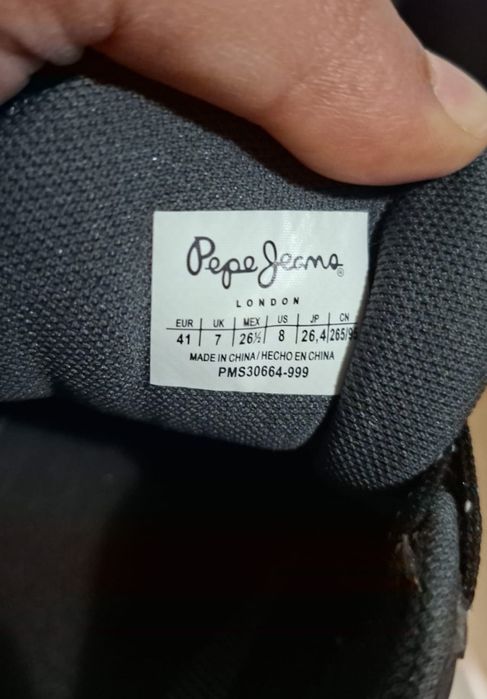 Pepe Jeans®
LONDON
EUR UK MEX US JP CN
41 7 26½ 8 26,4 265/95
MADE IN CHINA/HECHO EN CHINA
PMS30664-999